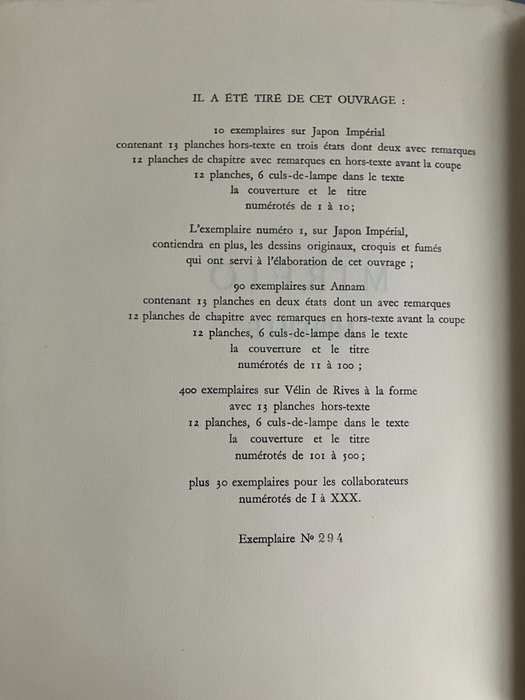 IL A ÉTÉ TIRÉ DE CET OUVRAGE :
10 exemplaires sur Japon Impérial
contenant 13 planches hors-texte en trois états dont deux avec remarques
12 planches de chapitre avec remarques en hors-texte avant la coupe
12 planches, 6 culs-de-lampe dans le texte
la couverture et le titre
numérotés de 1 à 10;
L'exemplaire numéro 1, sur Japon Impérial,
contiendra en plus, les dessins originaux, croquis et fumés
qui ont servi à l'élaboration de cet ouvrage ;
90 exemplaires sur Annam
contenant 13 planches en deux états dont un avec remarques
12 planches de chapitre avec remarques en hors-texte avant la coupe
12 planches, 6 culs-de-lampe dans le texte
la couverture et le titre
numérotés de 11 à 100 ;
400 exemplaires sur Vélin de Rives à la forme
avec 13 planches hors-texte
12 planches, 6 culs-de-lampe dans le texte
la couverture et le titre
numérotés de 101 à 500 ;
plus 30 exemplaires pour les collaborateurs
numérotés de I à XXX.
Exemplaire Nº 294